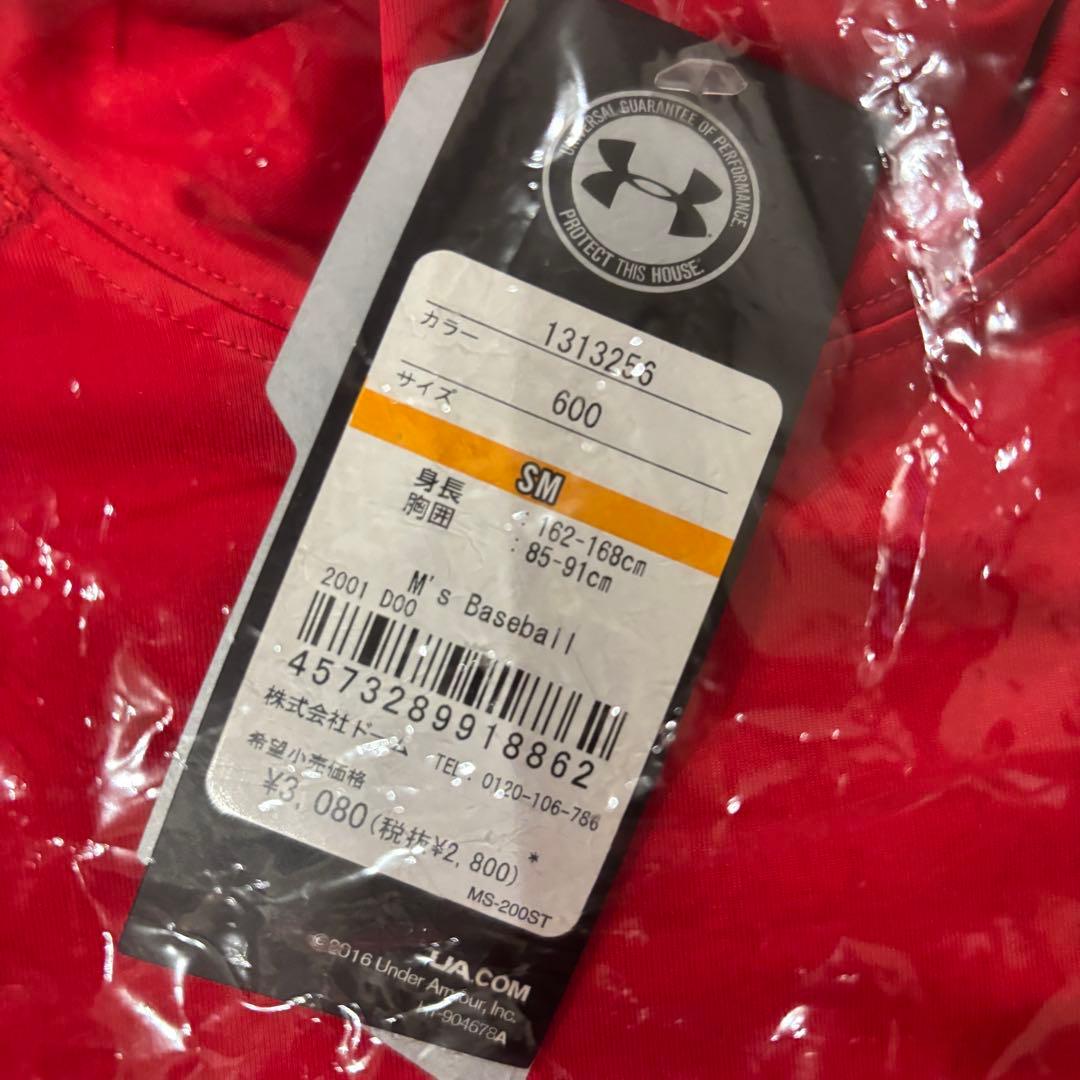 UNIVERSAL GUARANTEE OF PERFORMANCE.
PROTECT THIS HOUSE.
1313256
カラー
600
サイズ
SM
身長 : 162-168cm
胸囲 : 85-91cm
M's Baseball
2001 D00
4573289918862
株式会社ドーム TEL: 0120-106-786
希望小売価格
¥3,080(税抜¥2,800) *
MS-200ST
UA.COM
©2016 Under Armour, Inc.
904678A